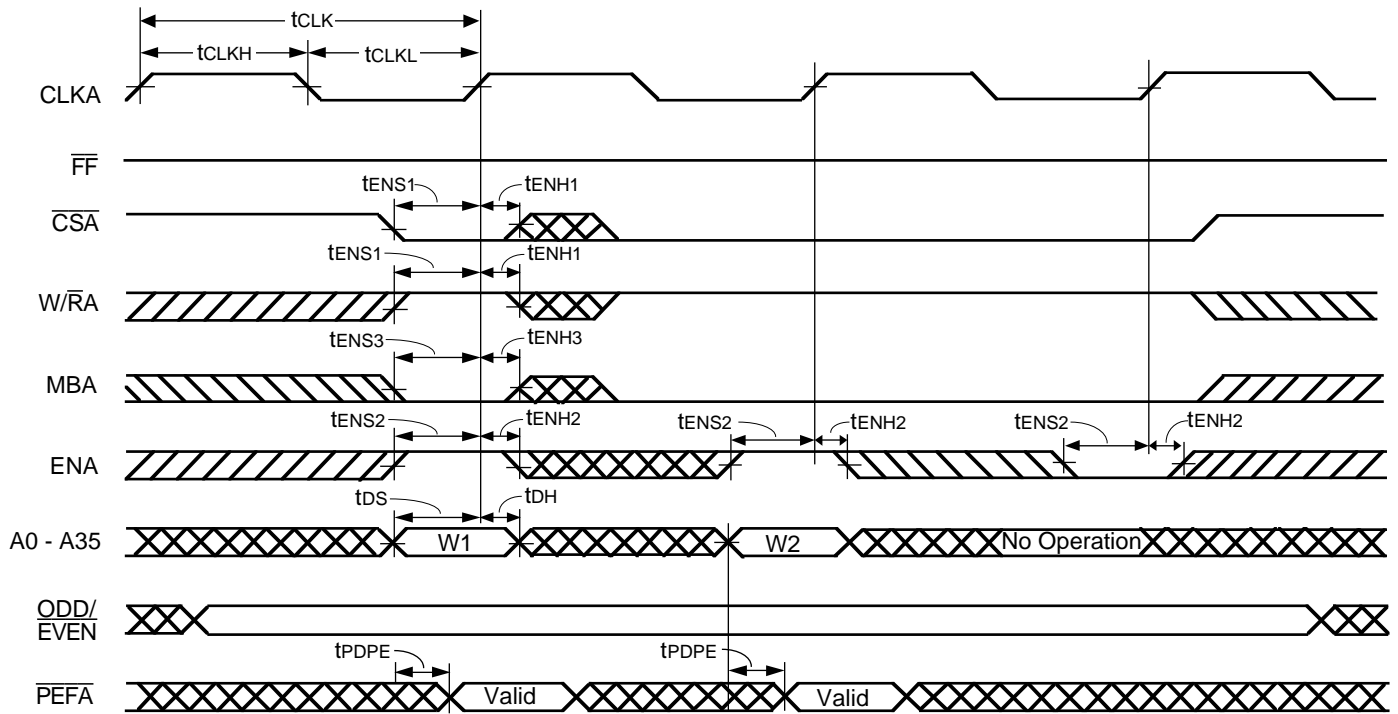 tCLK
tCLKH tCLKL
CLKA
FF
tENS1 tENH1
CSA
tENS1 tENH1
W/RA
tENS3 tENH3
MBA
tENS2 tENH2 tENS2 tENH2 tENS2 tENH2
ENA
tDS tDH
A0 - A35 W1 W2 No Operation
ODD/
EVEN
tPDPE tPDPE
PEFA Valid Valid